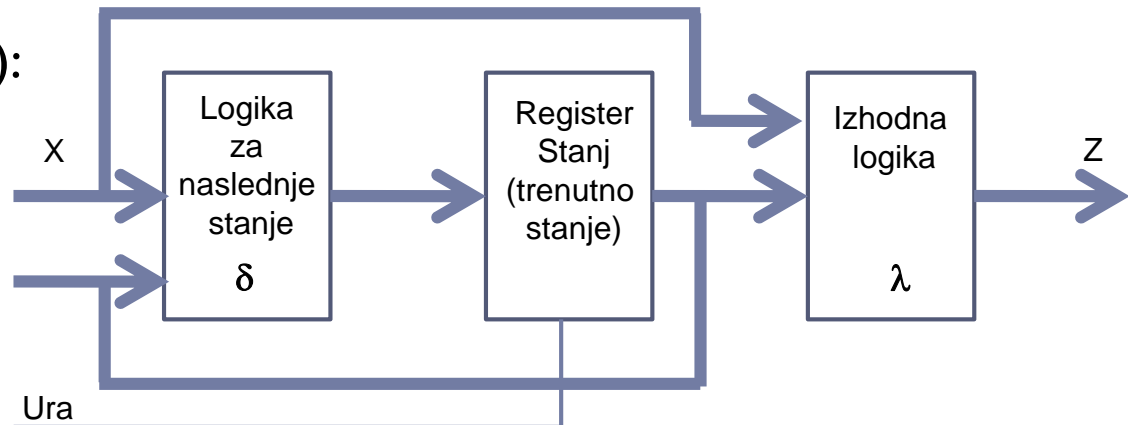 ):
X
Logika
za
naslednje
stanje
δ
Register
Stanj
(trenutno
stanje)
Izhodna
logika
λ
Z
Ura